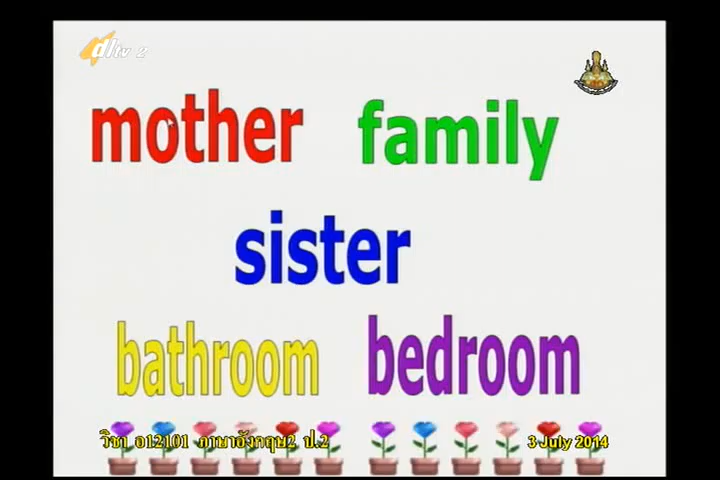 dltv 2
mother family
sister
bathroom bedroom
วิชา อ12101 ภาษาอังกฤษ2 ป.2 3 July 2014